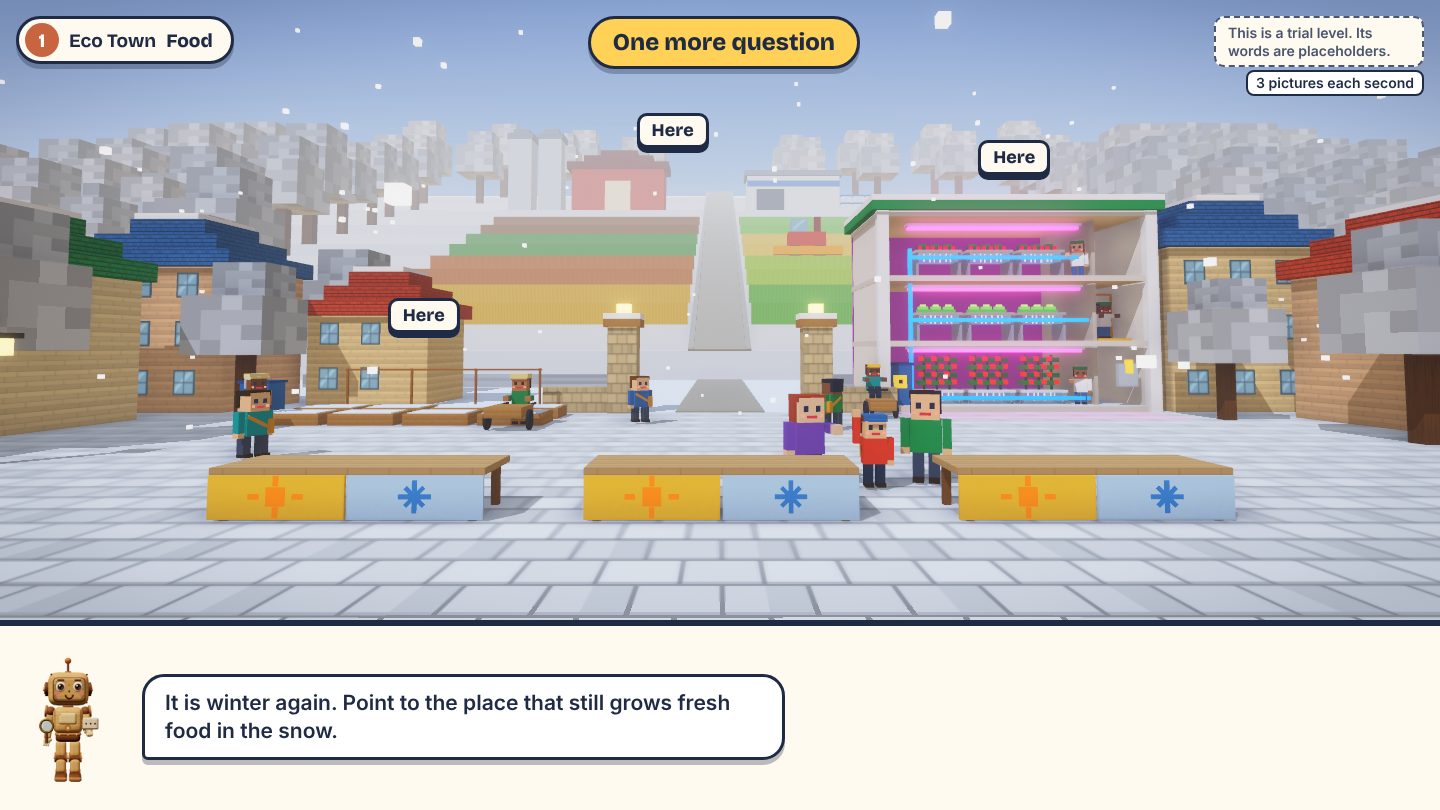 1 Eco Town Food
One more question
This is a trial level. Its
words are placeholders.
3 pictures each second
Here
Here
Here
It is winter again. Point to the place that still grows fresh
food in the snow.